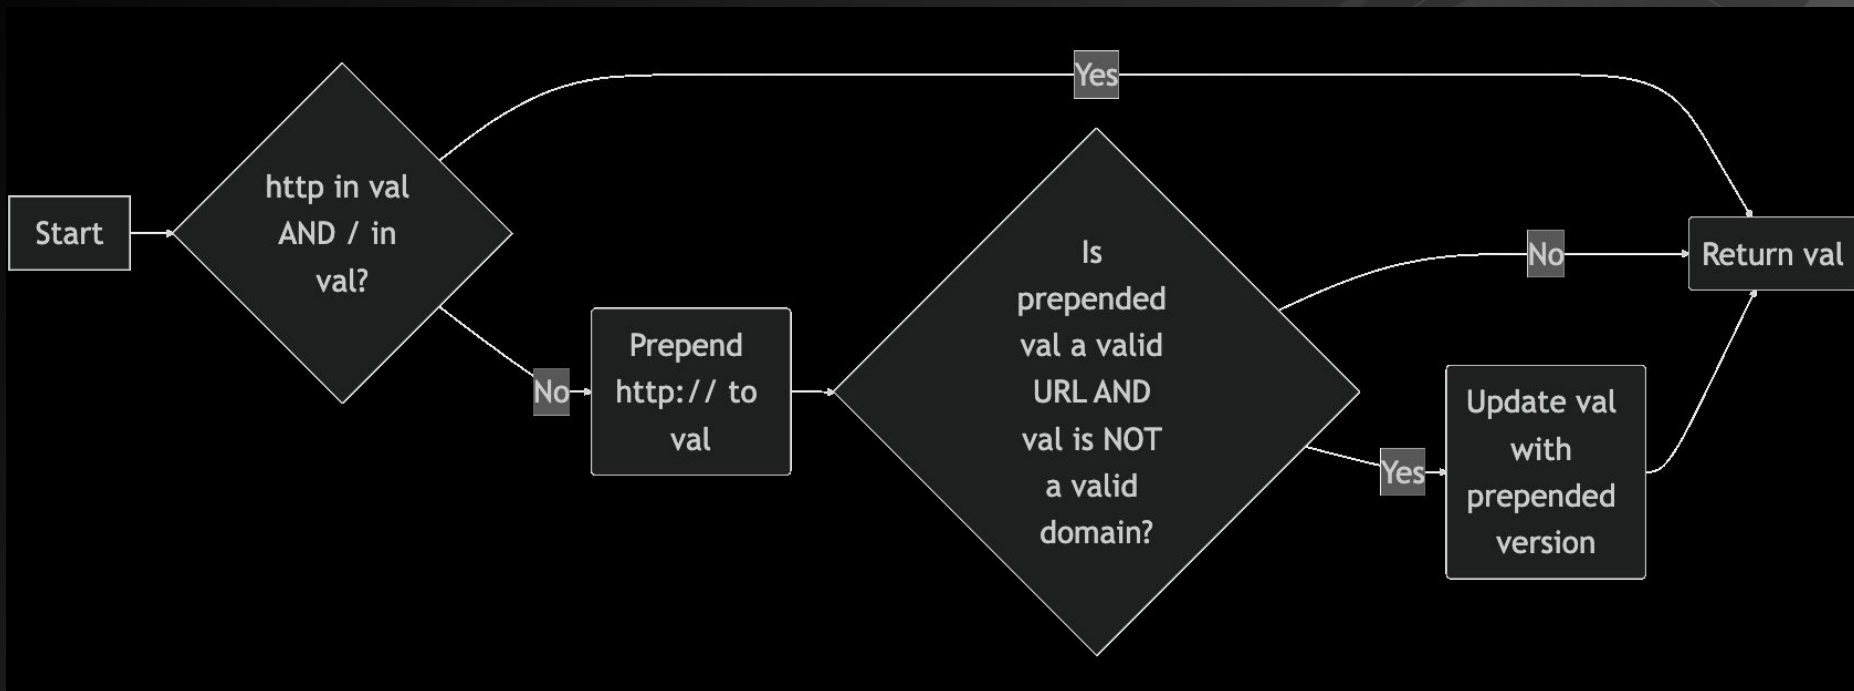 Start
http in val
AND / in
val?
Yes
No
Prepend
http:// to
val
Is
prepended
val a valid
URL AND
val is NOT
a valid
domain?
No
Yes
Update val
with
prepended
version
Return val